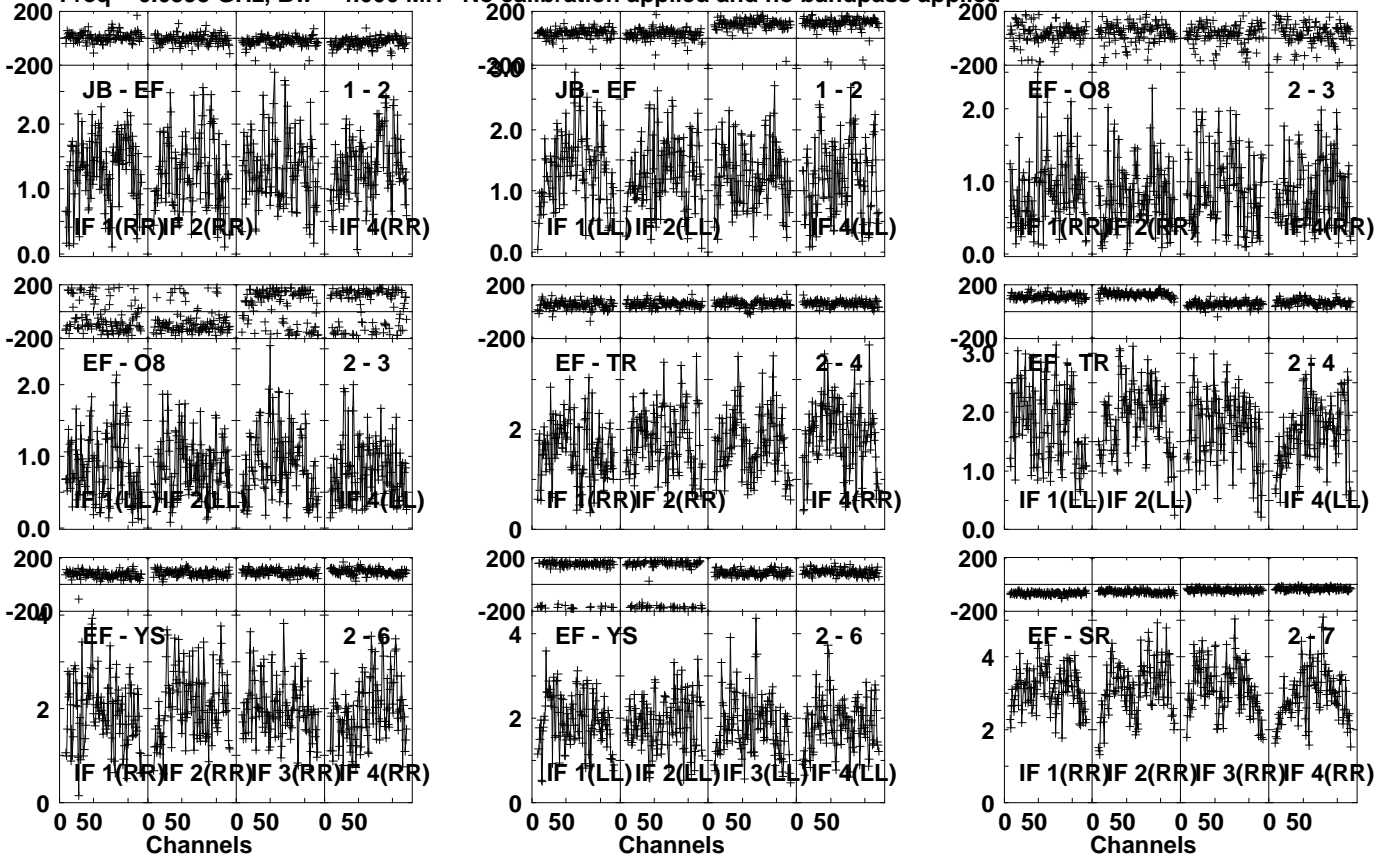 No calibration applied and no bandpass applied
200 200 200
-200 -200 -200
JB - EF 1 - 2 JB - EF 1 - 2 EF - O8 2 - 3
3.0
2.0 2.0 2.0
1.0 1.0 1.0
IF 1(RR) IF 2(RR) IF 4(RR) IF 1(LL) IF 2(LL) IF 4(LL) IF 1(RR) IF 2(RR) IF 4(RR)
0.0 0.0 0.0
200 200 200
-200 -200 -200
EF - O8 2 - 3 EF - TR 2 - 4 EF - TR 2 - 4
3.0
2.0 2 2.0
1.0 1.0
IF 1(LL) IF 2(LL) IF 4(LL) IF 1(RR) IF 2(RR) IF 4(RR) IF 1(LL) IF 2(LL) IF 4(LL)
0.0 0 0.0
200 200 200
-200 -200 -200
EF - YS 2 - 6 EF - YS 2 - 6 EF - SR 2 - 7
4 4 4
2 2 2
IF 1(RR) IF 2(RR) IF 3(RR) IF 4(RR) IF 1(LL) IF 2(LL) IF 3(LL) IF 4(LL) IF 1(RR) IF 2(RR) IF 3(RR) IF 4(RR)
0 0 0
0 50 0 50 0 50 0 50 0 50 0 50 0 50 0 50 0 50 0 50 0 50 0 50
Channels Channels Channels